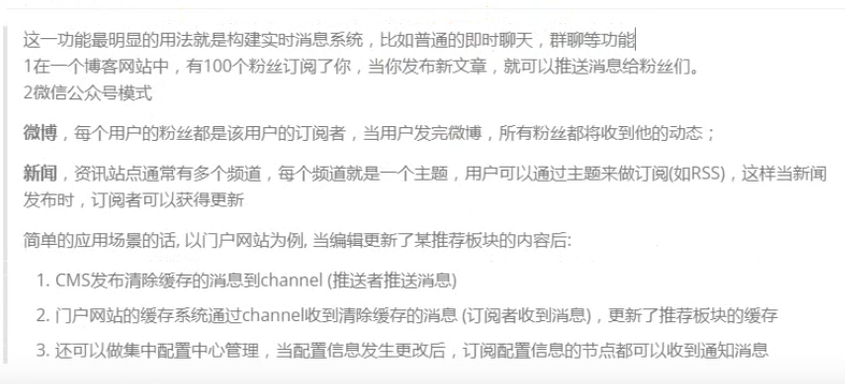 这一功能最明显的用法就是构建实时消息系统，比如普通的即时聊天，群聊等功能
1在一个博客网站中，有100个粉丝订阅了你，当你发布新文章，就可以推送消息给粉丝们。
2微信公众号模式
微博，每个用户的粉丝都是该用户的订阅者，当用户发完微博，所有粉丝都将收到他的动态；
新闻，资讯站点通常有多个频道，每个频道就是一个主题，用户可以通过主题来做订阅(如RSS)，这样当新闻
发布时，订阅者可以获得更新
简单的应用场景的话, 以门户网站为例, 当编辑更新了某推荐板块的内容后:
1. CMS发布清除缓存的消息到channel (推送者推送消息)
2. 门户网站的缓存系统通过channel收到清除缓存的消息 (订阅者收到消息)，更新了推荐板块的缓存
3. 还可以做集中配置中心管理，当配置信息发生更改后，订阅配置信息的节点都可以收到通知消息